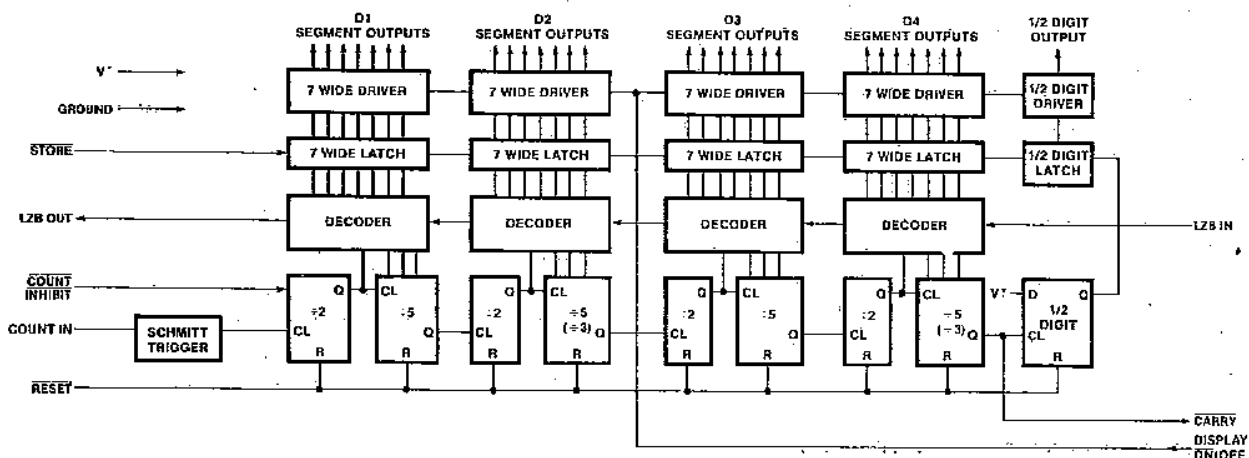 D1
SEGMENT OUTPUTS
D2
SEGMENT OUTPUTS
D3
SEGMENT OUTPUTS
D4
SEGMENT OUTPUTS
1/2 DIGIT
OUTPUT
V+
7 WIDE DRIVER
7 WIDE DRIVER
7 WIDE DRIVER
7 WIDE DRIVER
1/2 DIGIT
DRIVER
GROUND
STORE
7 WIDE LATCH
7 WIDE LATCH
7 WIDE LATCH
7 WIDE LATCH
1/2 DIGIT
LATCH
LZB OUT
DECODER
DECODER
DECODER
DECODER
LZB IN
COUNT
INHIBIT
Q CL
Q CL
Q CL
Q CL
V+ D Q
÷2 ÷5
÷2 ÷5
(÷3)
÷2 ÷5
÷2 ÷5
(÷3)
1/2
DIGIT
COUNT IN
SCHMITT
TRIGGER
CL Q
CL Q
CL Q
CL Q
CL
R R
R R
R R
R R
R
RESET
CARRY
DISPLAY
ON/OFF